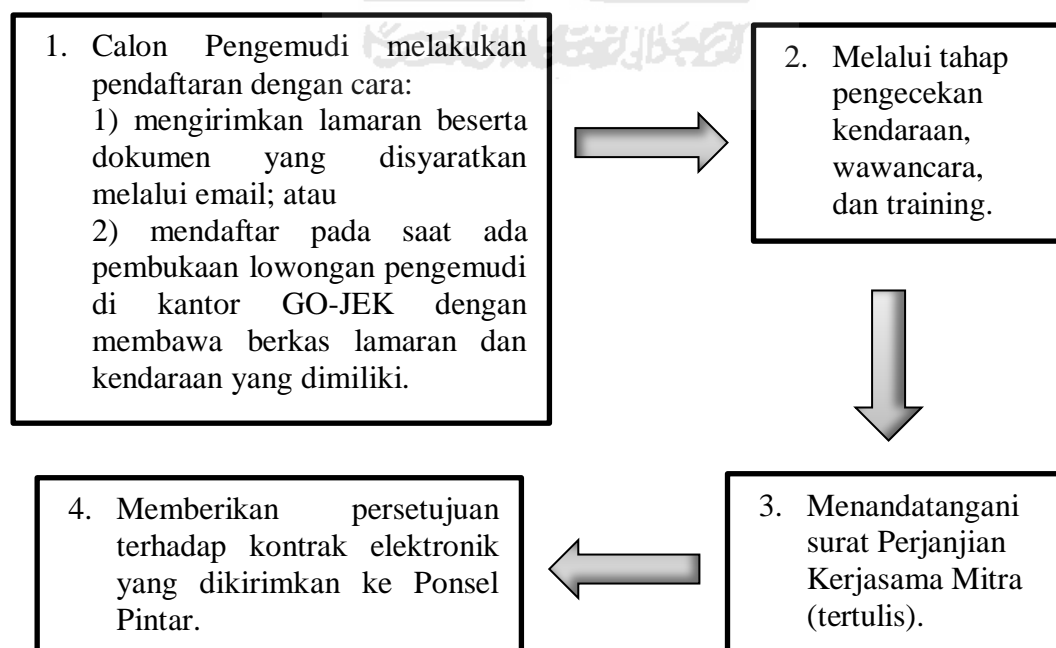 1. Calon Pengemudi melakukan
pendaftaran dengan cara:
1) mengirimkan lamaran beserta
dokumen yang disyaratkan
melalui email; atau
2) mendaftar pada saat ada
pembukaan lowongan pengemudi
di kantor GO-JEK dengan
membawa berkas lamaran dan
kendaraan yang dimiliki.
2. Melalui tahap
pengecekan
kendaraan,
wawancara,
dan training.
3. Menandatangani
surat Perjanjian
Kerjasama Mitra
(tertulis).
4. Memberikan persetujuan
terhadap kontrak elektronik
yang dikirimkan ke Ponsel
Pintar.